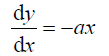 dy/dx = −ax